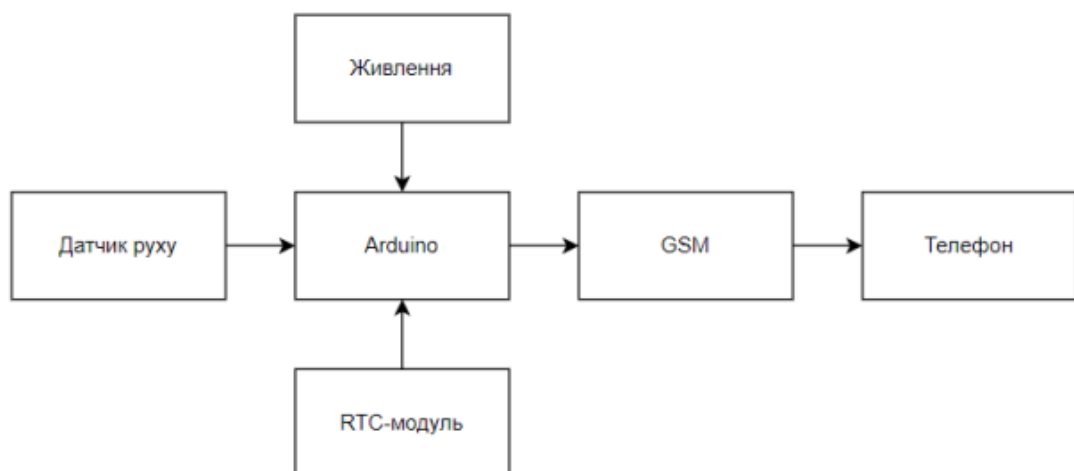 Живлення
Датчик руху
Arduino
GSM
Телефон
RTC-модуль